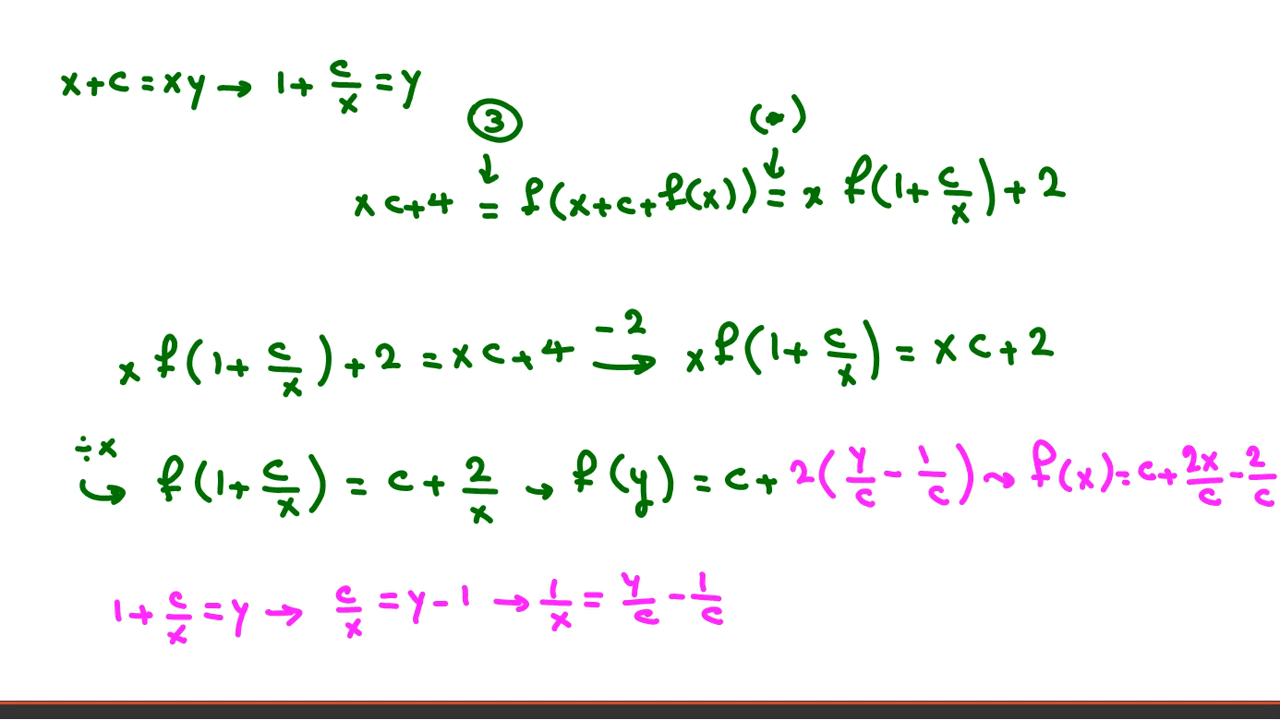 x+c=xy → 1+c/x=y
③ (*)
↓ ↓
xc+4 = f(x+c+f(x)) = x f(1+c/x)+2
-2
x f(1+c/x)+2=xc+4 → x f(1+c/x)=xc+2
÷x
↪ f(1+c/x)=c+2/x → f(y)=c+2(y/c-1/c) ⤳ f(x)=c+2x/c-2/c
1+c/x=y → c/x=y-1 → 1/x=y/c-1/c